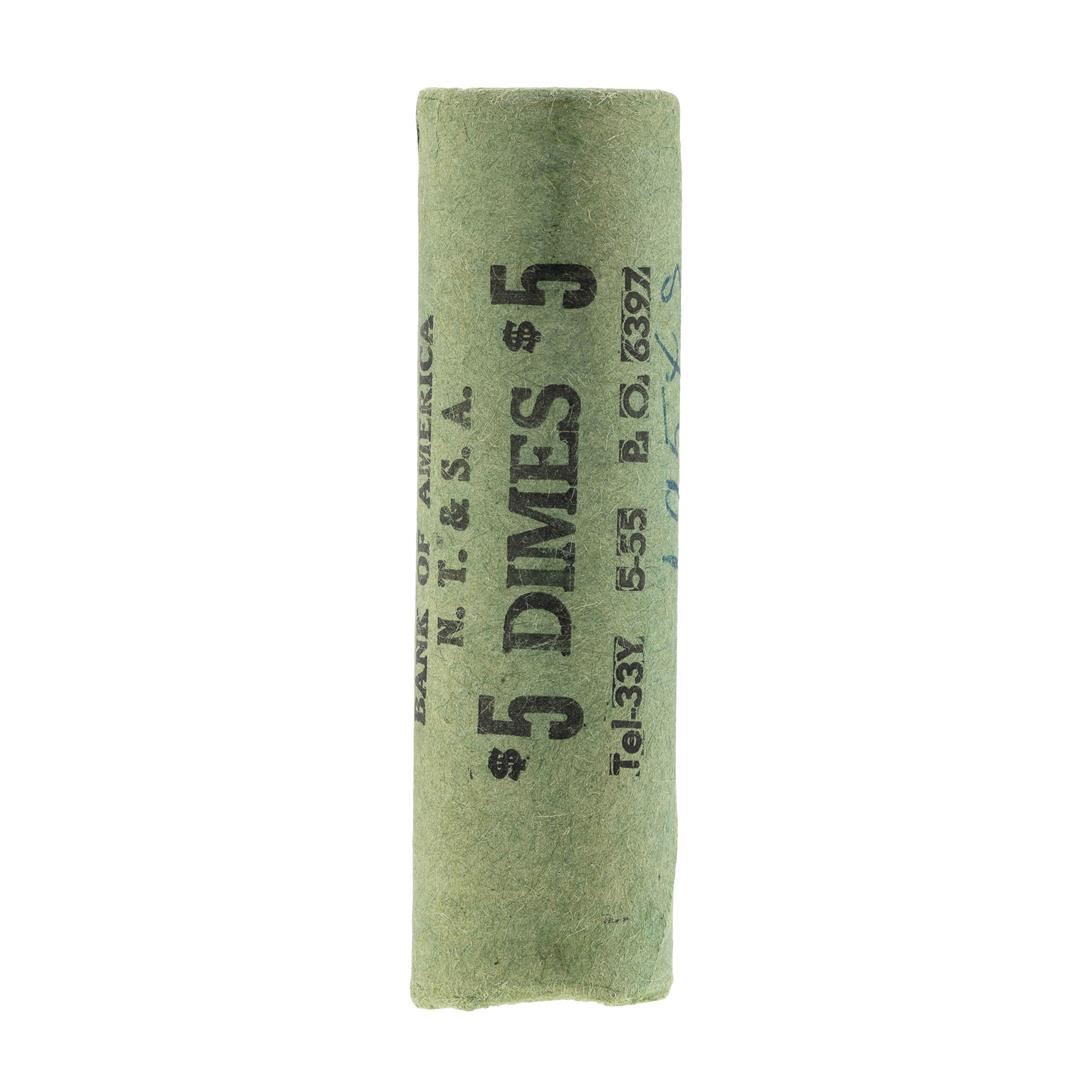 BANK OF AMERICA
N. T. & S. A.
$5 DIMES $5
Tel-33Y 5-55 P. O. 6397